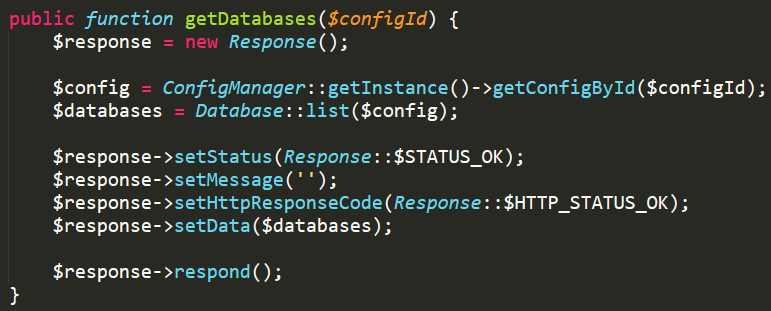 public function getDatabases($configId) {
    $response = new Response();

    $config = ConfigManager::getInstance()->getConfigById($configId);
    $databases = Database::list($config);

    $response->setStatus(Response::$STATUS_OK);
    $response->setMessage('');
    $response->setHttpResponseCode(Response::$HTTP_STATUS_OK);
    $response->setData($databases);

    $response->respond();
}